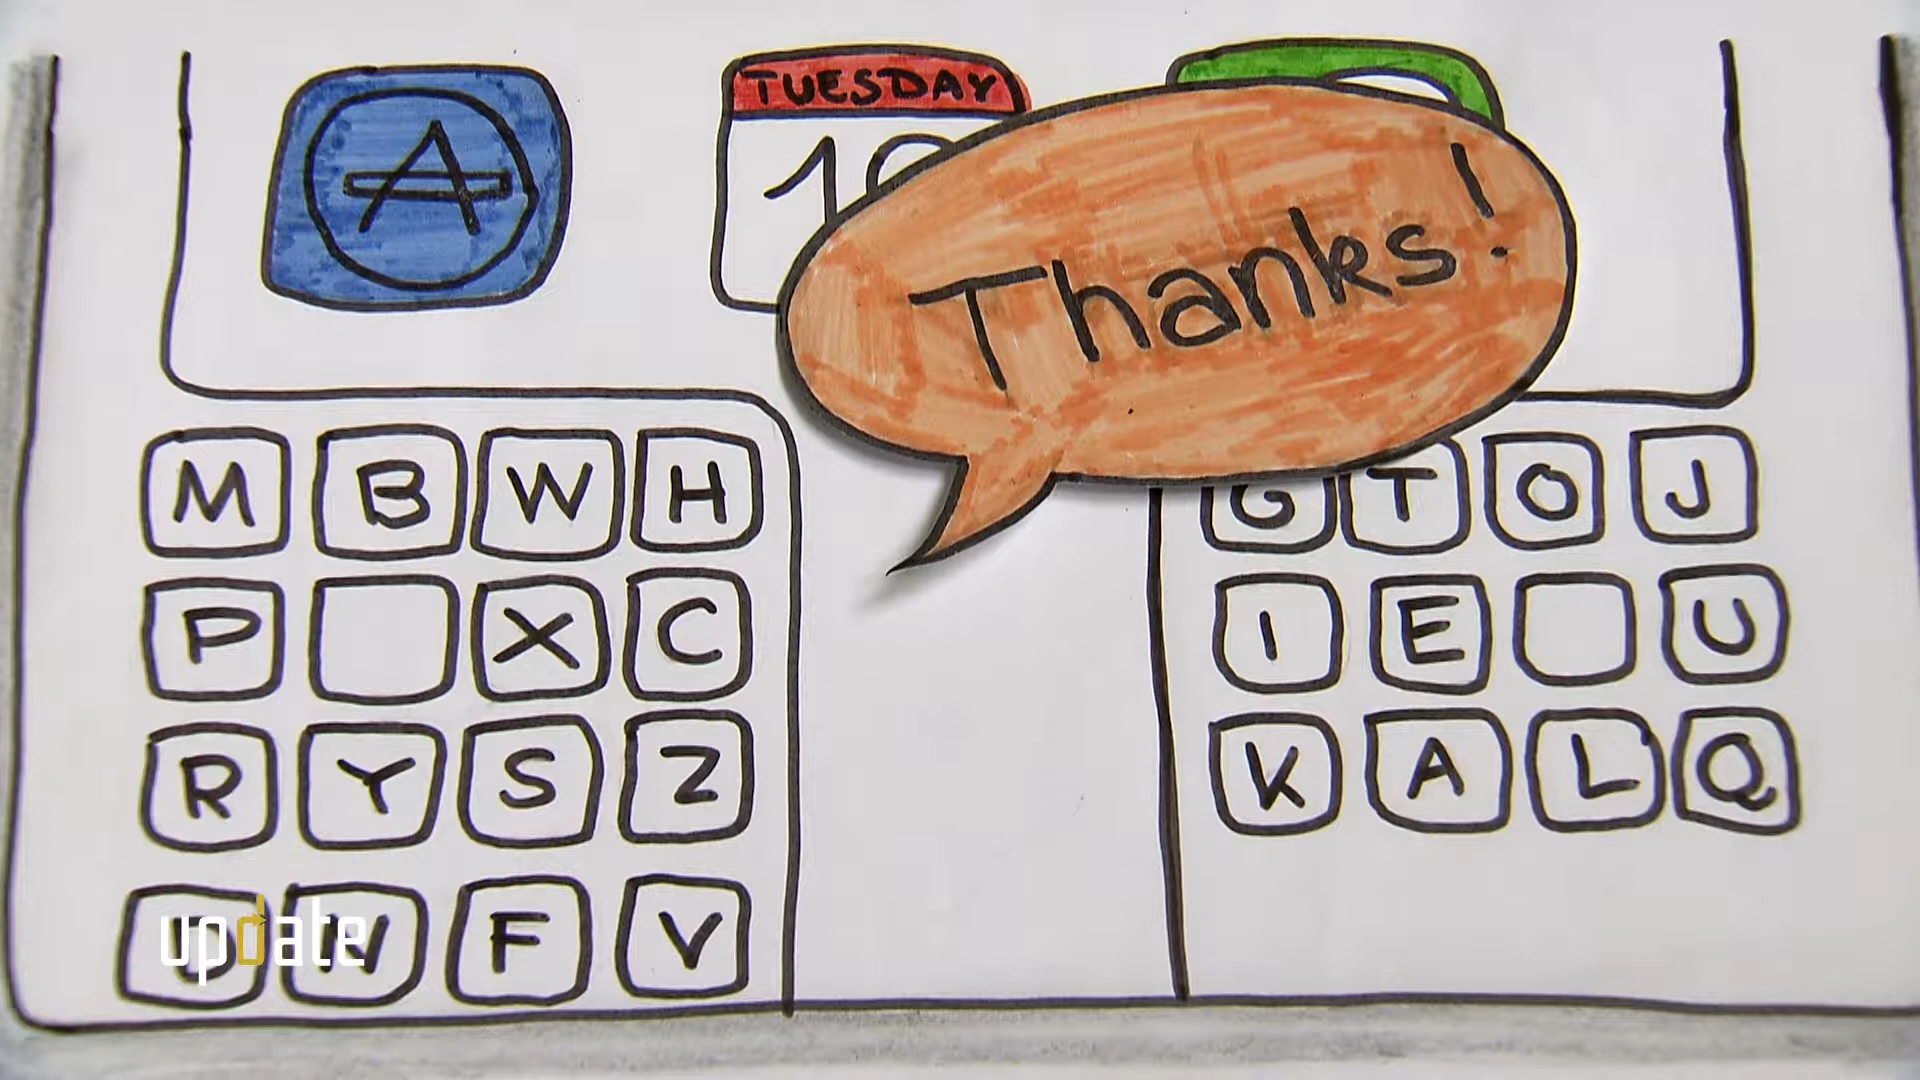 A
TUESDAY
Thanks!
M B W H
G T O J
P X C
I E U
R Y S Z
K A L Q
D N F V
update